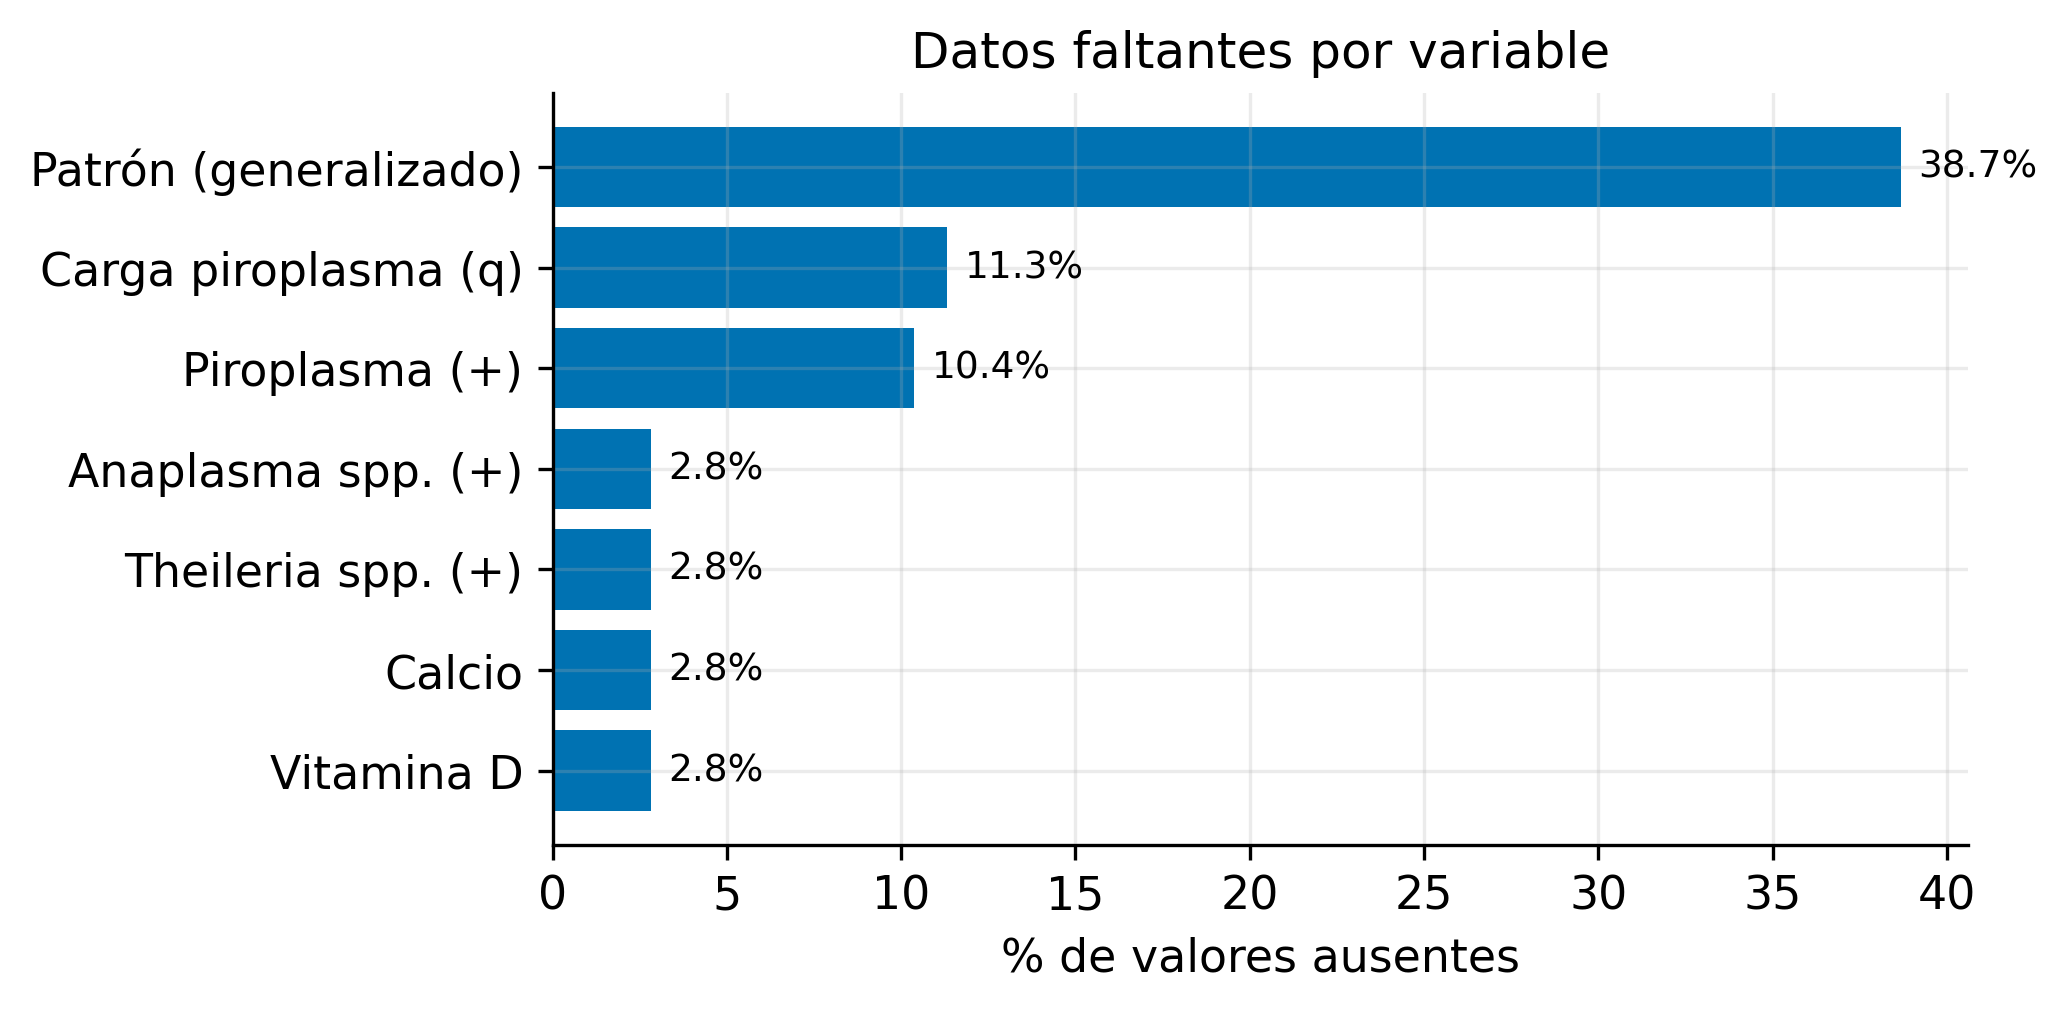 Datos faltantes por variable
Patrón (generalizado)
38.7%
Carga piroplasma (q)
11.3%
Piroplasma (+)
10.4%
Anaplasma spp. (+)
2.8%
Theileria spp. (+)
2.8%
Calcio
2.8%
Vitamina D
2.8%
0 5 10 15 20 25 30 35 40
% de valores ausentes